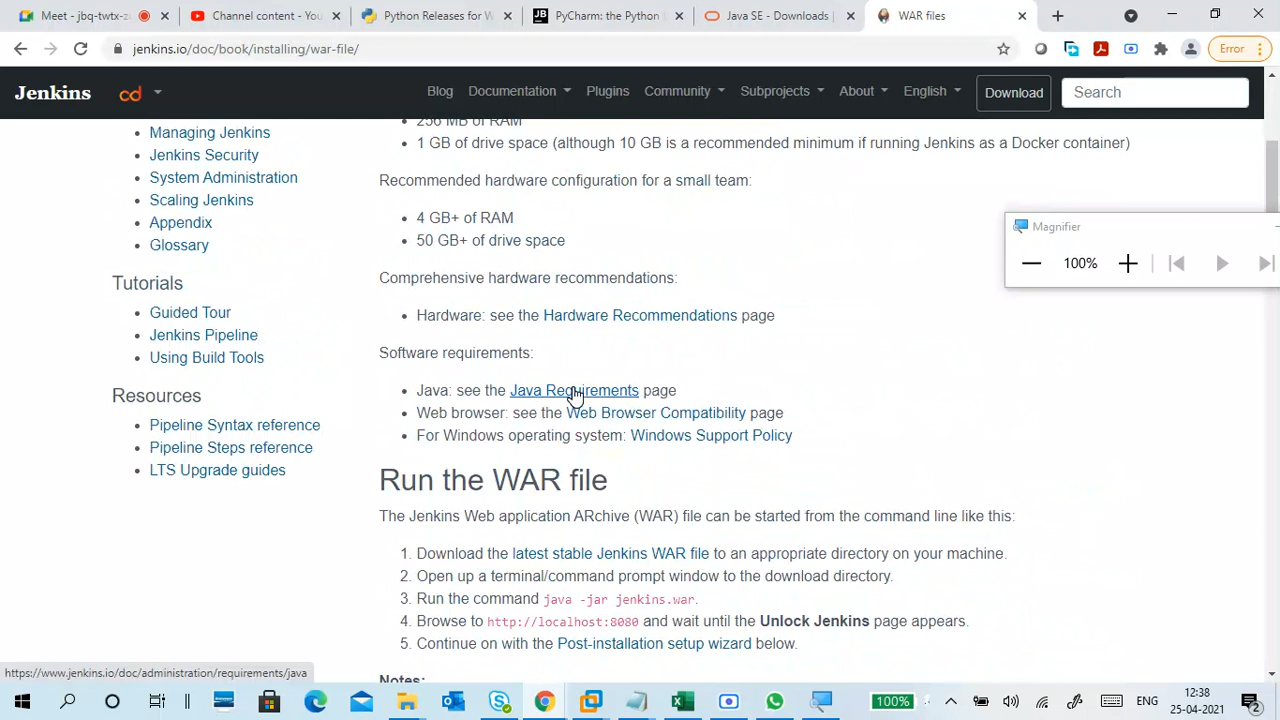 Meet - jbq-twtx-z
Channel content - You
Python Releases for W
PyCharm: the Python I
Java SE - Downloads |
WAR files
jenkins.io/doc/book/installing/war-file/
Error
Jenkins
cd
Blog
Documentation
Plugins
Community
Subprojects
About
English
Download
Search
Managing Jenkins
Jenkins Security
System Administration
Scaling Jenkins
Appendix
Glossary
Tutorials
Guided Tour
Jenkins Pipeline
Using Build Tools
Resources
Pipeline Syntax reference
Pipeline Steps reference
LTS Upgrade guides
256 MB of RAM
1 GB of drive space (although 10 GB is a recommended minimum if running Jenkins as a Docker container)
Recommended hardware configuration for a small team:
4 GB+ of RAM
50 GB+ of drive space
Comprehensive hardware recommendations:
Hardware: see the Hardware Recommendations page
Software requirements:
Java: see the Java Requirements page
Web browser: see the Web Browser Compatibility page
For Windows operating system: Windows Support Policy
Run the WAR file
The Jenkins Web application ARchive (WAR) file can be started from the command line like this:
1. Download the latest stable Jenkins WAR file to an appropriate directory on your machine.
2. Open up a terminal/command prompt window to the download directory.
3. Run the command java -jar jenkins.war.
4. Browse to http://localhost:8080 and wait until the Unlock Jenkins page appears.
5. Continue on with the Post-installation setup wizard below.
Notes:
Magnifier
100%
https://www.jenkins.io/doc/administration/requirements/java
100%
ENG
12:38
25-04-2021
2